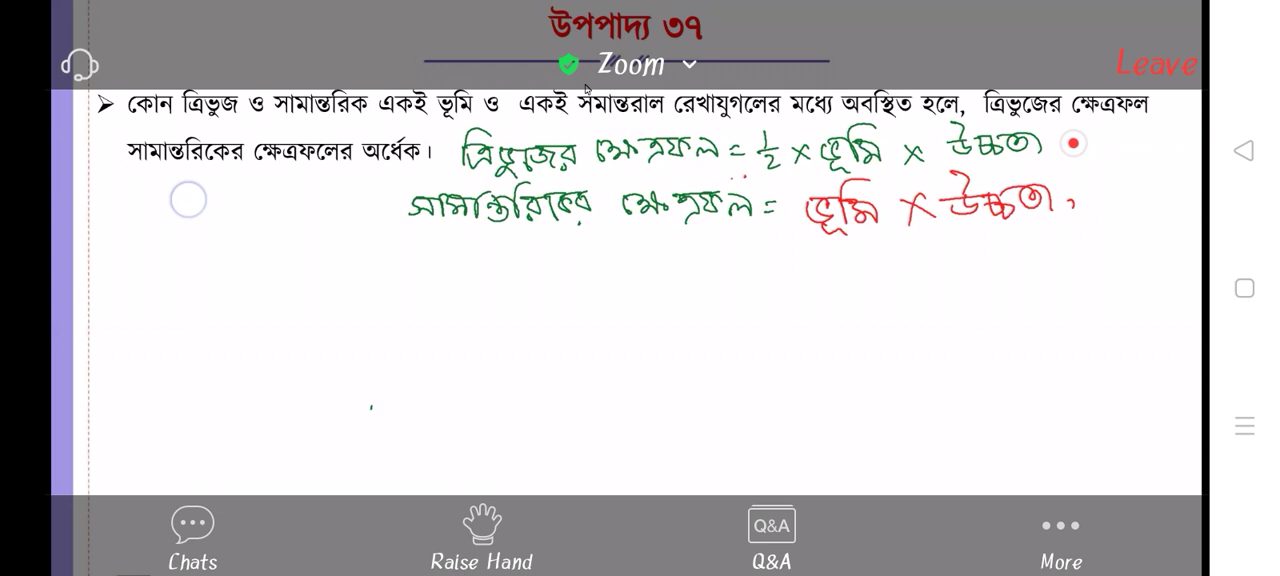 উপপাদ্য ৩৭
Zoom
Leave
➤ কোন ত্রিভুজ ও সামান্তরিক একই ভূমি ও একই সমান্তরাল রেখাযুগলের মধ্যে অবস্থিত হলে, ত্রিভুজের ক্ষেত্রফল
সামান্তরিকের ক্ষেত্রফলের অর্ধেক।
ত্রিভুজের ক্ষেত্রফল = ½ × ভূমি × উচ্চতা
সামান্তরিকের ক্ষেত্রফল = ভূমি × উচ্চতা,
Chats
Raise Hand
Q&A
Q&A
More